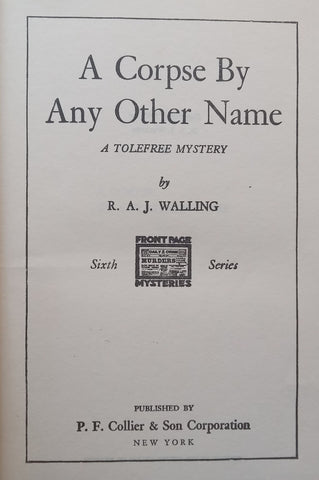 A Corpse By
Any Other Name
A TOLEFREE MYSTERY
by
R. A. J. WALLING
FRONT PAGE
MURDERS
MYSTERIES
Sixth Series
PUBLISHED BY
P. F. Collier & Son Corporation
NEW YORK